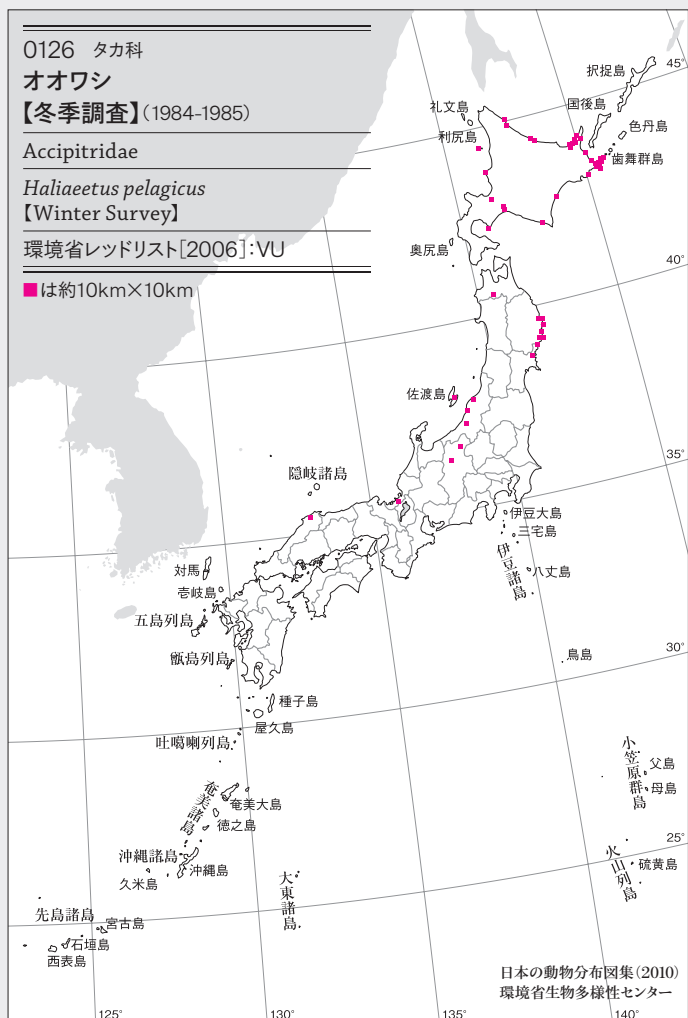 0126 タカ科
オオワシ
【冬季調査】(1984-1985)
Accipitridae
Haliaeetus pelagicus
【Winter Survey】
環境省レッドリスト[2006]:VU
■は約10km×10km
45°
択捉島
国後島
礼文島
色丹島
利尻島
歯舞群島
奥尻島
40°
佐渡島
35°
隠岐諸島
伊豆大島
三宅島
伊豆諸島
八丈島
対馬
壱岐島
五島列島
甑島列島
30°
鳥島
種子島
屋久島
吐噶喇列島
小笠原群島
父島
母島
奄美諸島
奄美大島
徳之島
25°
沖縄諸島
沖縄島
久米島
火山列島
硫黄島
大東諸島
先島諸島
宮古島
石垣島
西表島
日本の動物分布図集(2010)
環境省生物多様性センター
125°
130°
135°
140°